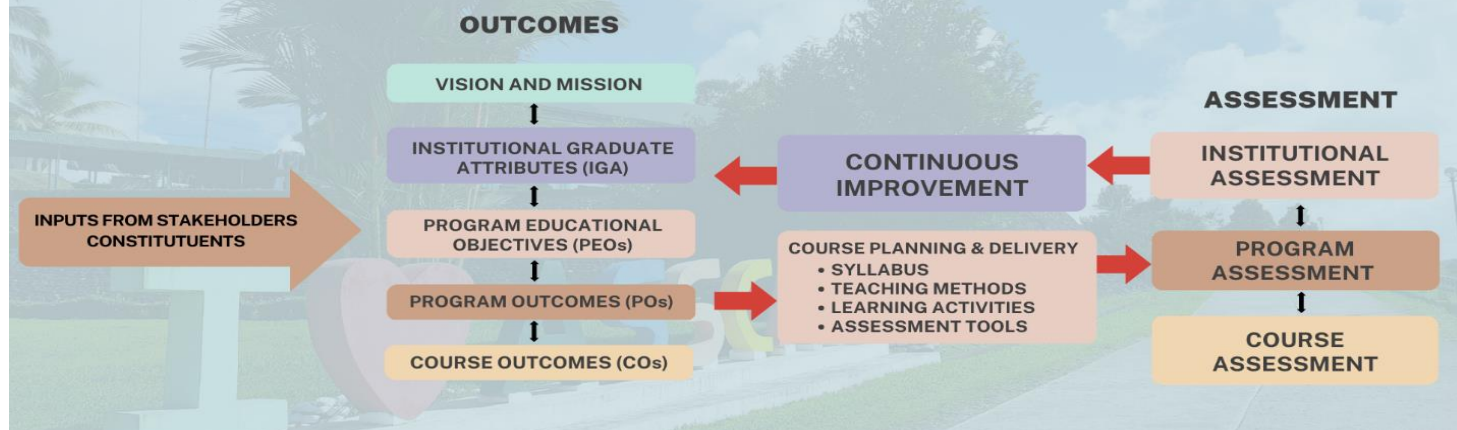 OUTCOMES
VISION AND MISSION
INSTITUTIONAL GRADUATE
ATTRIBUTES (IGA)
INPUTS FROM STAKEHOLDERS
CONSTITUTUENTS
PROGRAM EDUCATIONAL
OBJECTIVES (PEOs)
PROGRAM OUTCOMES (POs)
COURSE OUTCOMES (COs)
CONTINUOUS
IMPROVEMENT
COURSE PLANNING & DELIVERY
• SYLLABUS
• TEACHING METHODS
• LEARNING ACTIVITIES
• ASSESSMENT TOOLS
ASSESSMENT
INSTITUTIONAL
ASSESSMENT
PROGRAM
ASSESSMENT
COURSE
ASSESSMENT